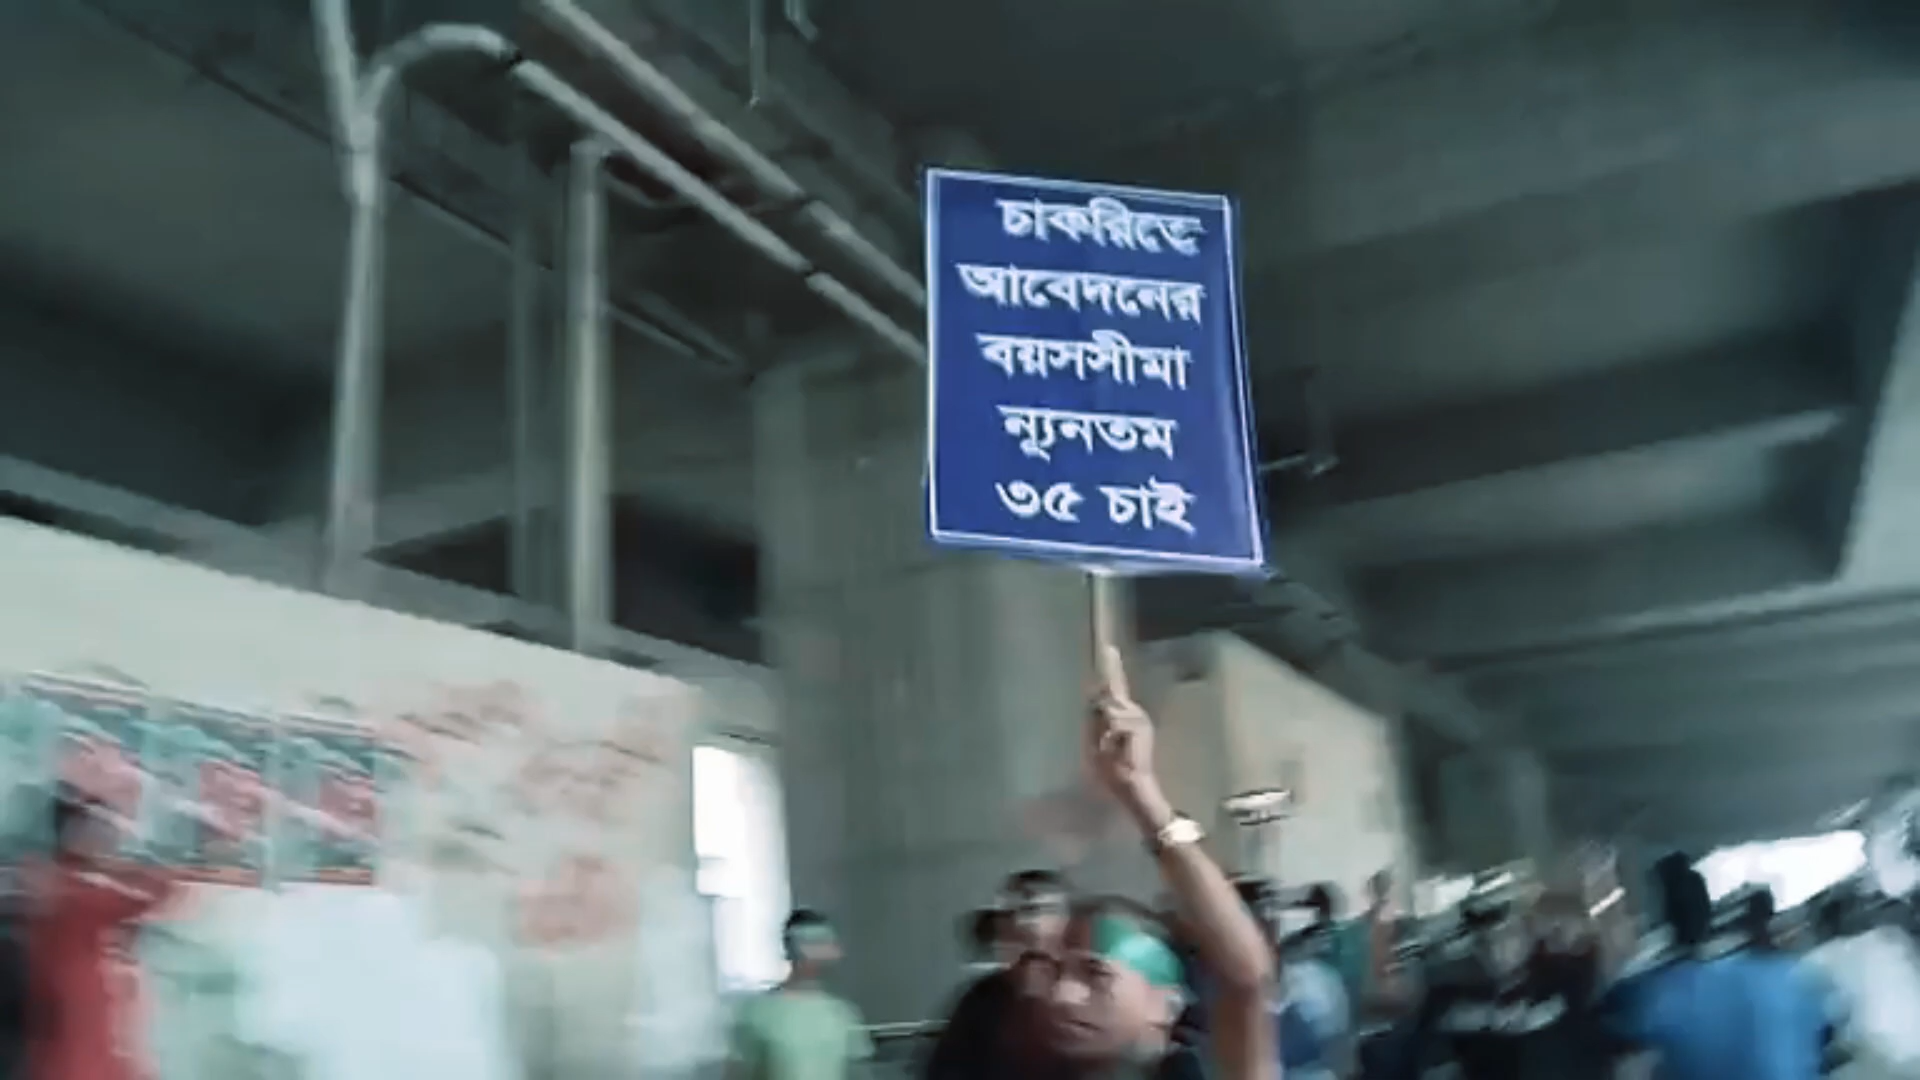 চাকরিতে
আবেদনের
বয়সসীমা
ন্যূনতম
৩৫ চাই